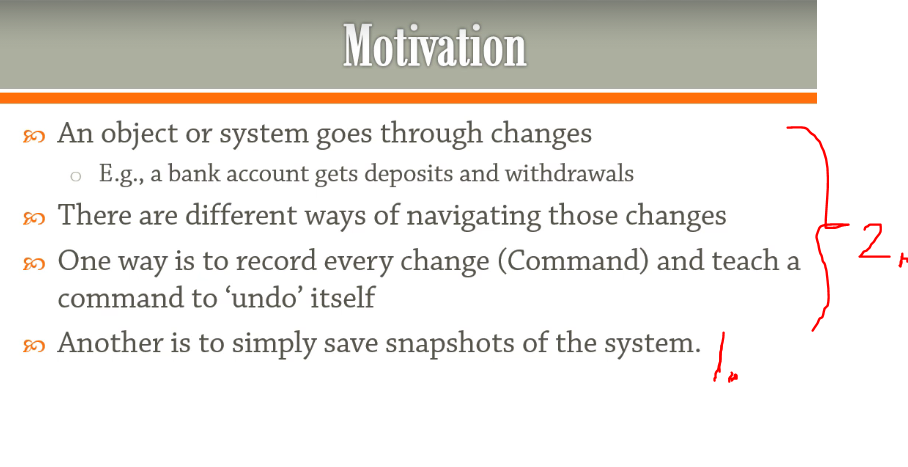 Motivation
An object or system goes through changes
E.g., a bank account gets deposits and withdrawals
There are different ways of navigating those changes
One way is to record every change (Command) and teach a
command to ‘undo’ itself
2.
Another is to simply save snapshots of the system.
1.